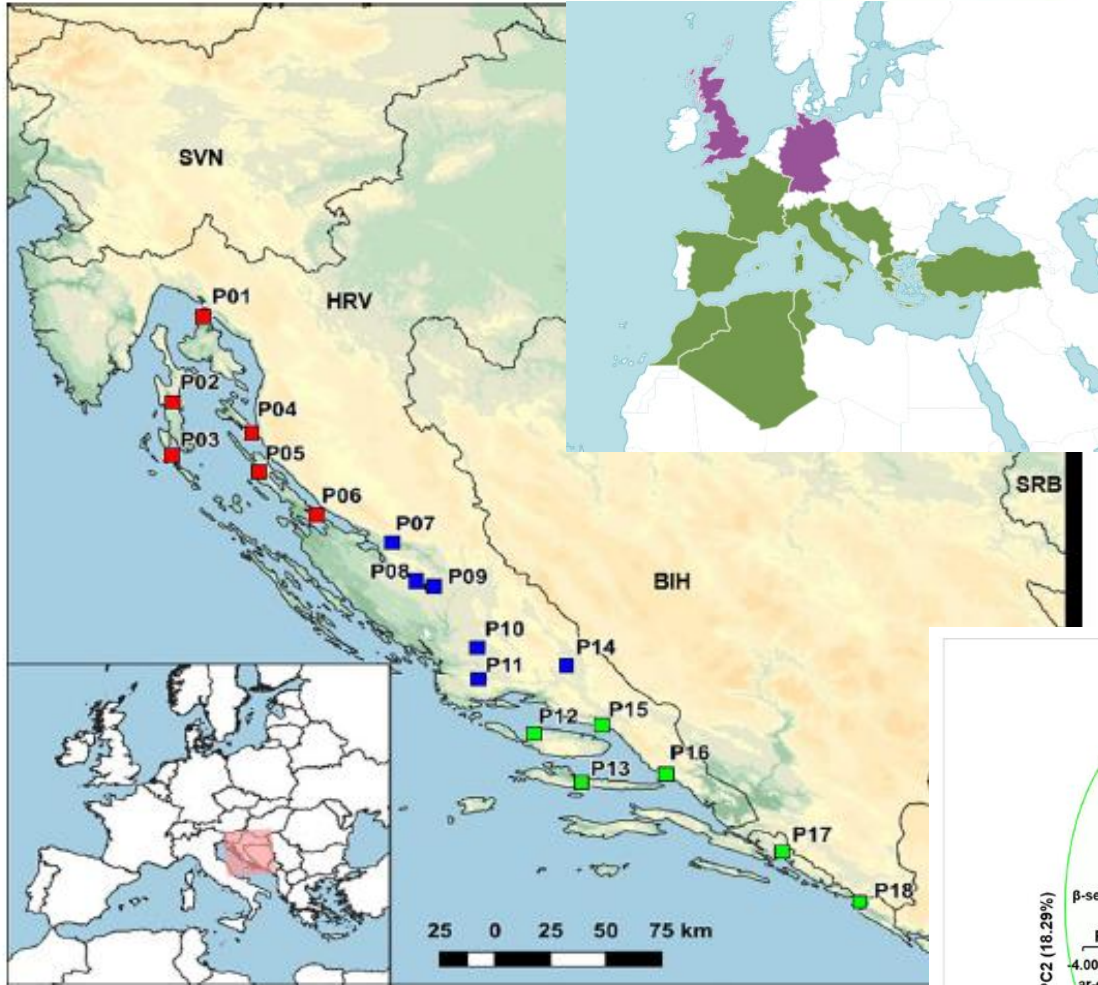 SVN
HRV
P01
P02
P04
P03
P05
SRB
P06
P07
P08
P09
BIH
P10
P14
P11
P12
P15
P16
P13
P17
P18
25 0 25 50 75 km
PC2 (18.29%)
β-se
-4.00